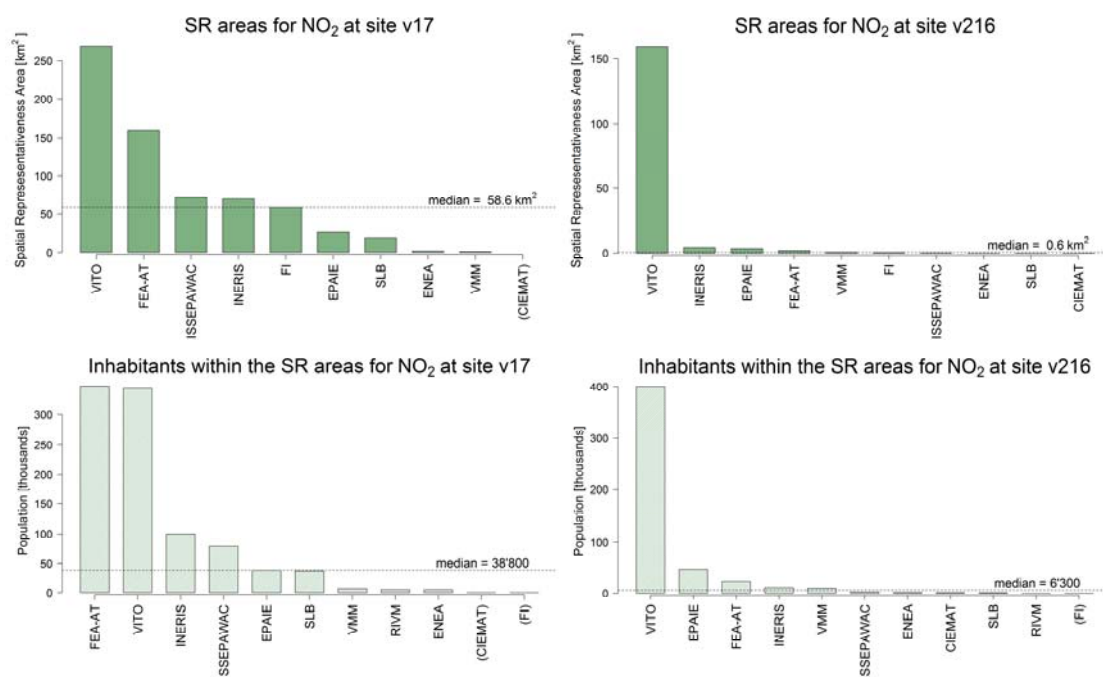 SR areas for NO2 at site v17
Spatial Represesentativeness Area [km2]
250
200
150
100
50
0
median = 58.6 km2
VITO
FEA-AT
ISSEPAWAC
INERIS
FI
EPAIE
SLB
ENEA
VMM
(CIEMAT)
SR areas for NO2 at site v216
Spatial Represesentativeness Area [km2]
150
100
50
0
median = 0.6 km2
VITO
INERIS
EPAIE
FEA-AT
VMM
FI
ISSEPAWAC
ENEA
SLB
CIEMAT
Inhabitants within the SR areas for NO2 at site v17
Population [thousands]
300
250
200
150
100
50
0
median = 38'800
FEA-AT
VITO
INERIS
SSEPAWAC
EPAIE
SLB
VMM
RIVM
ENEA
(CIEMAT)
(FI)
Inhabitants within the SR areas for NO2 at site v216
Population [thousands]
400
300
200
100
0
median = 6'300
VITO
EPAIE
FEA-AT
INERIS
VMM
SSEPAWAC
ENEA
CIEMAT
SLB
RIVM
(FI)